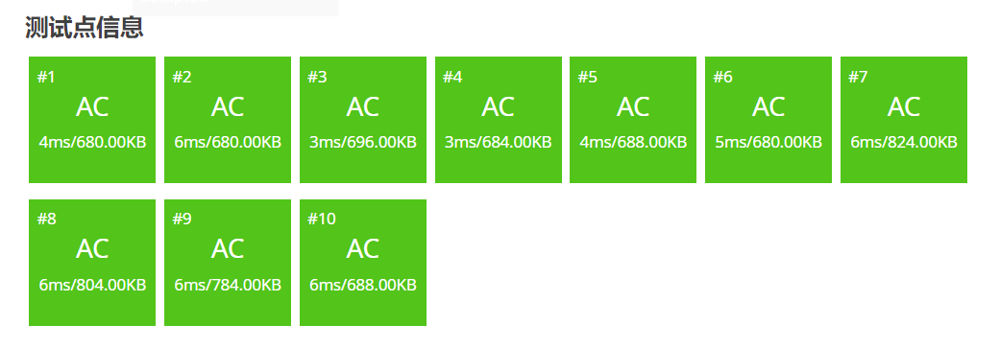 测试点信息
#1 #2 #3 #4 #5 #6 #7
AC AC AC AC AC AC AC
4ms/680.00KB 6ms/680.00KB 3ms/696.00KB 3ms/684.00KB 4ms/688.00KB 5ms/680.00KB 6ms/824.00KB
#8 #9 #10
AC AC AC
6ms/804.00KB 6ms/784.00KB 6ms/688.00KB